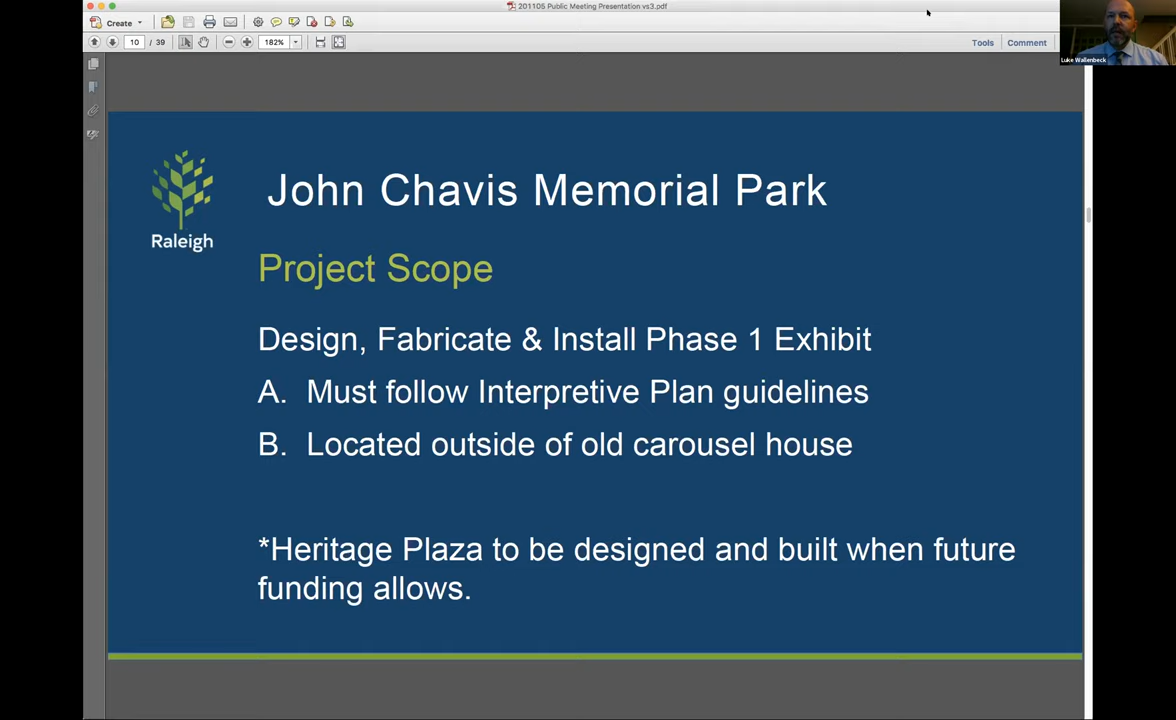 201105 Public Meeting Presentation vs3.pdf
Create
10 / 39
182%
Tools
Comment
Luke Wallenbeck
Raleigh
John Chavis Memorial Park
Project Scope
Design, Fabricate & Install Phase 1 Exhibit
A. Must follow Interpretive Plan guidelines
B. Located outside of old carousel house
*Heritage Plaza to be designed and built when future
funding allows.